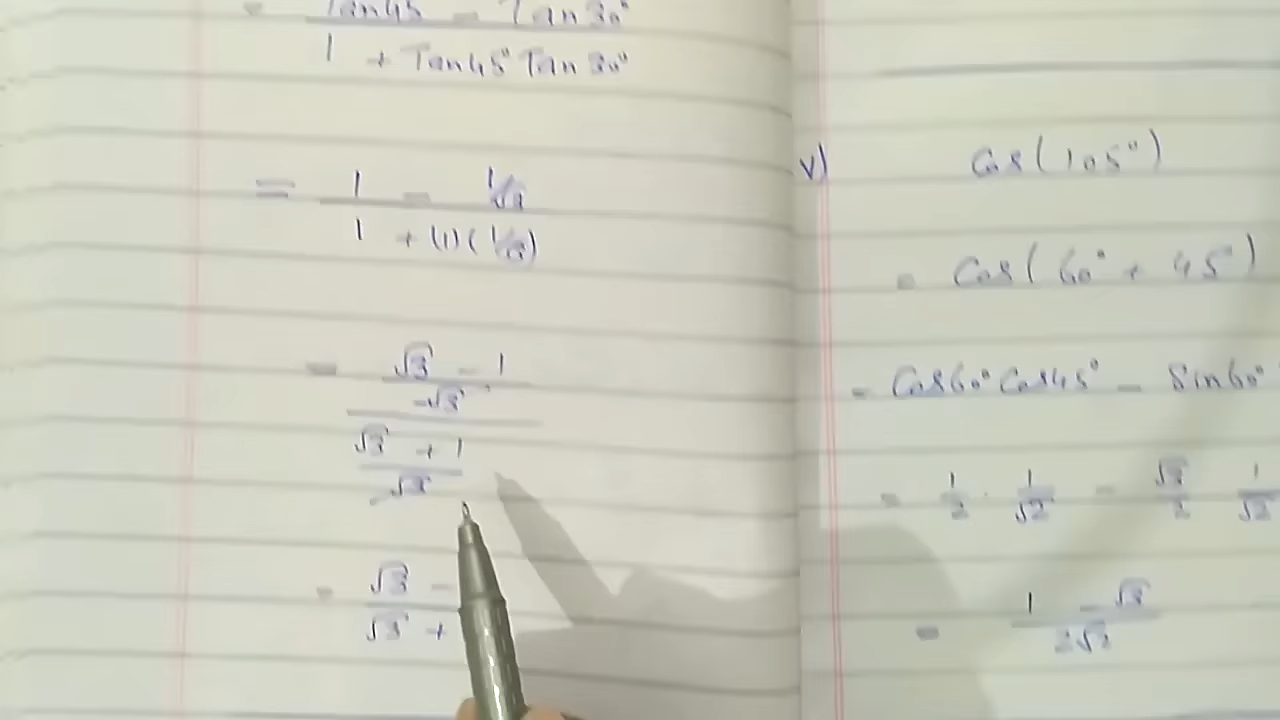 = Tan45° - Tan30°
1 + Tan45° Tan30°
= 1 - 1/√3
1 + (1)(1/√3)
= √3 - 1
√3
√3 + 1
√3
= √3 -
√3 +
v) Cos(105°)
= Cos(60° + 45°)
= Cos60° Cos45° - Sin60°
= 1/2 · 1/√2 - √3/2 1/√2
= 1 - √3
2√2